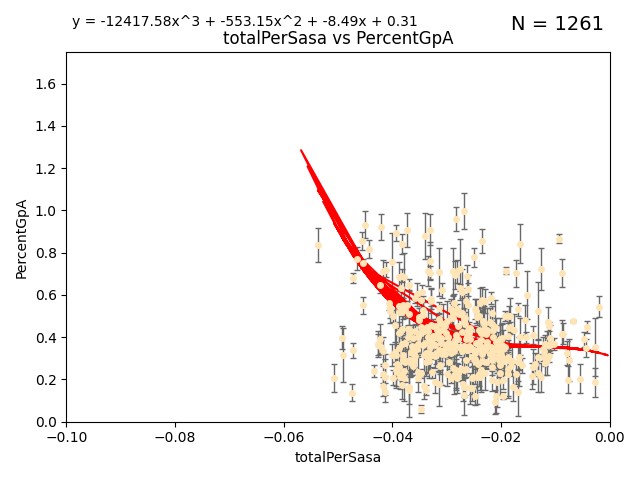 y = -12417.58x^3 + -553.15x^2 + -8.49x + 0.31
N = 1261
totalPerSasa vs PercentGpA
PercentGpA
1.6
1.4
1.2
1.0
0.8
0.6
0.4
0.2
0.0
−0.10 −0.08 −0.06 −0.04 −0.02 0.00
totalPerSasa